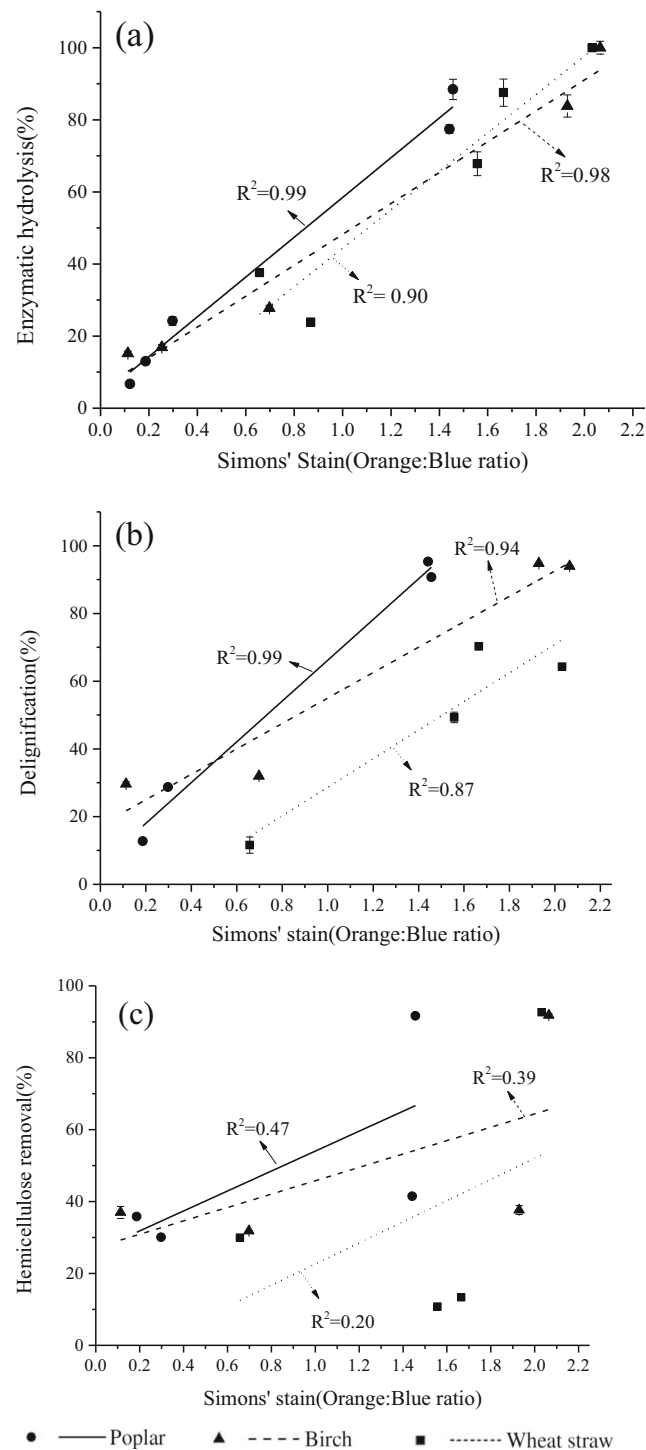 (a)
Enzymatic hydrolysis(%)
100
80
60
40
20
0
R²=0.99
R²=0.98
R²= 0.90
0.0 0.2 0.4 0.6 0.8 1.0 1.2 1.4 1.6 1.8 2.0 2.2
Simons' Stain(Orange:Blue ratio)
(b)
Delignification(%)
100
80
60
40
20
0
R²=0.94
R²=0.99
R²=0.87
0.0 0.2 0.4 0.6 0.8 1.0 1.2 1.4 1.6 1.8 2.0 2.2
Simons' stain(Orange:Blue ratio)
(c)
Hemicellulose removal(%)
100
80
60
40
20
0
R²=0.39
R²=0.47
R²=0.20
0.0 0.2 0.4 0.6 0.8 1.0 1.2 1.4 1.6 1.8 2.0 2.2
Simons' stain(Orange:Blue ratio)
Poplar Birch Wheat straw